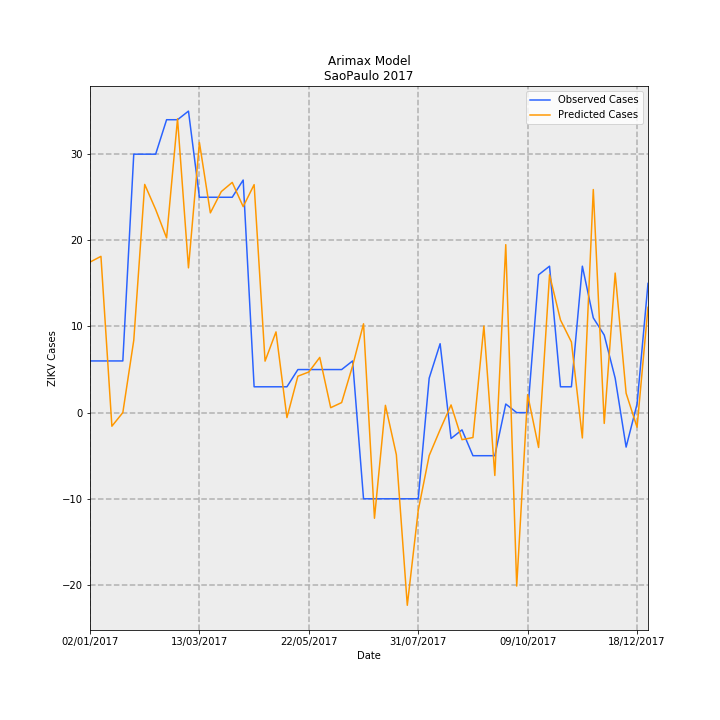 Arimax Model
SaoPaulo 2017
Observed Cases
Predicted Cases
ZIKV Cases
30
20
10
0
−10
−20
02/01/2017 13/03/2017 22/05/2017 31/07/2017 09/10/2017 18/12/2017
Date